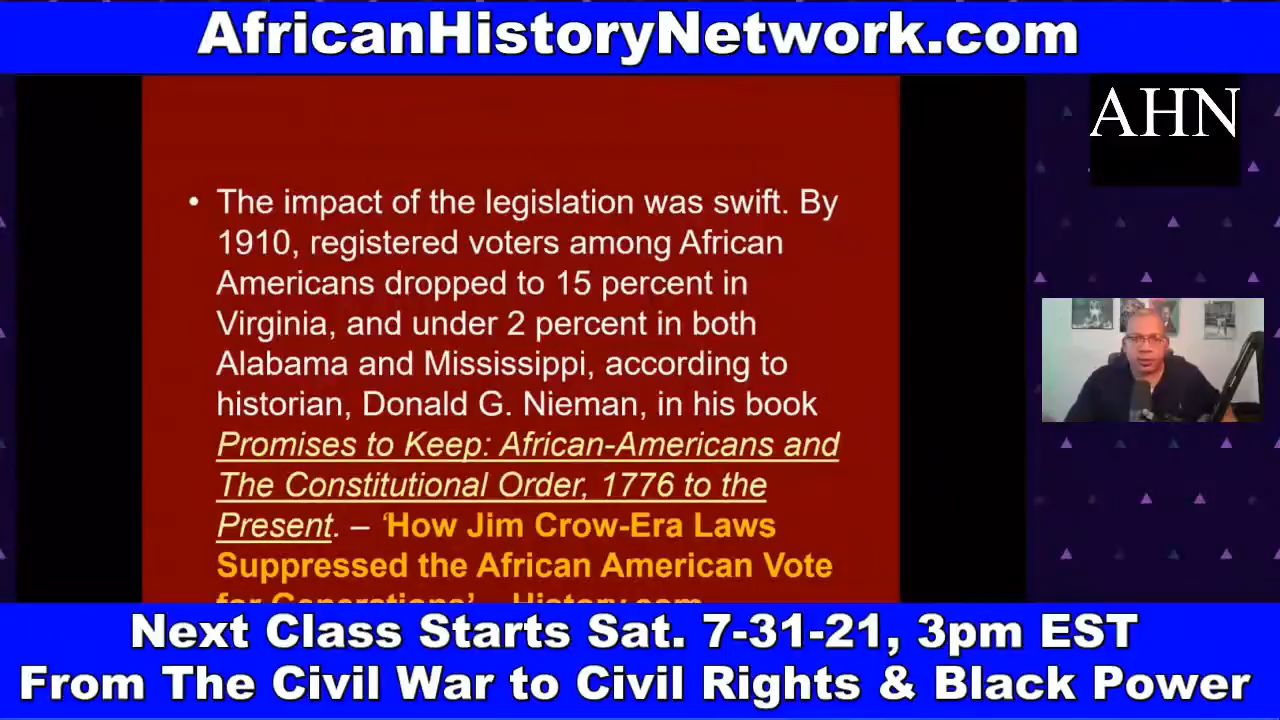 AfricanHistoryNetwork.com
AHN
• The impact of the legislation was swift. By
1910, registered voters among African
Americans dropped to 15 percent in
Virginia, and under 2 percent in both
Alabama and Mississippi, according to
historian, Donald G. Nieman, in his book
Promises to Keep: African-Americans and
The Constitutional Order, 1776 to the
Present. – ‘How Jim Crow-Era Laws
Suppressed the African American Vote
for Generations’ – History.com
Next Class Starts Sat. 7-31-21, 3pm EST
From The Civil War to Civil Rights & Black Power